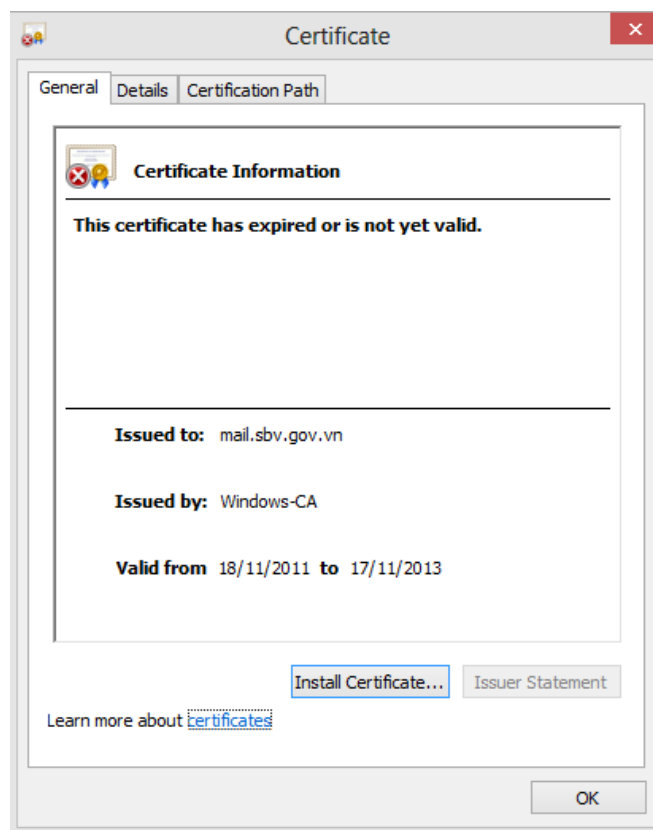 Certificate
General Details Certification Path
Certificate Information
This certificate has expired or is not yet valid.
Issued to: mail.sbv.gov.vn
Issued by: Windows-CA
Valid from 18/11/2011 to 17/11/2013
Install Certificate... Issuer Statement
Learn more about certificates
OK